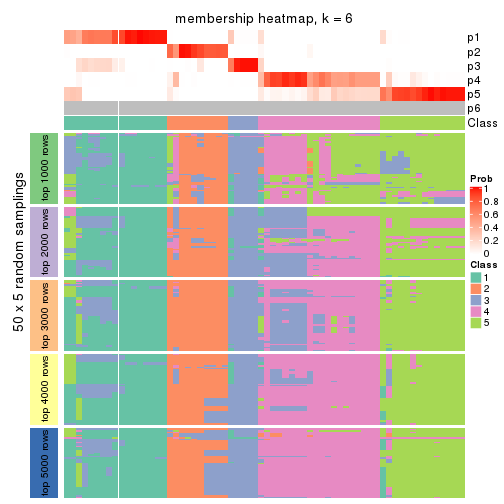 membership heatmap, k = 6
p1
p2
p3
p4
p5
p6
Class
50 x 5 random samplings
top 1000 rows
top 2000 rows
top 3000 rows
top 4000 rows
top 5000 rows
Prob
1
0.8
0.6
0.4
0.2
0
Class
1
2
3
4
5